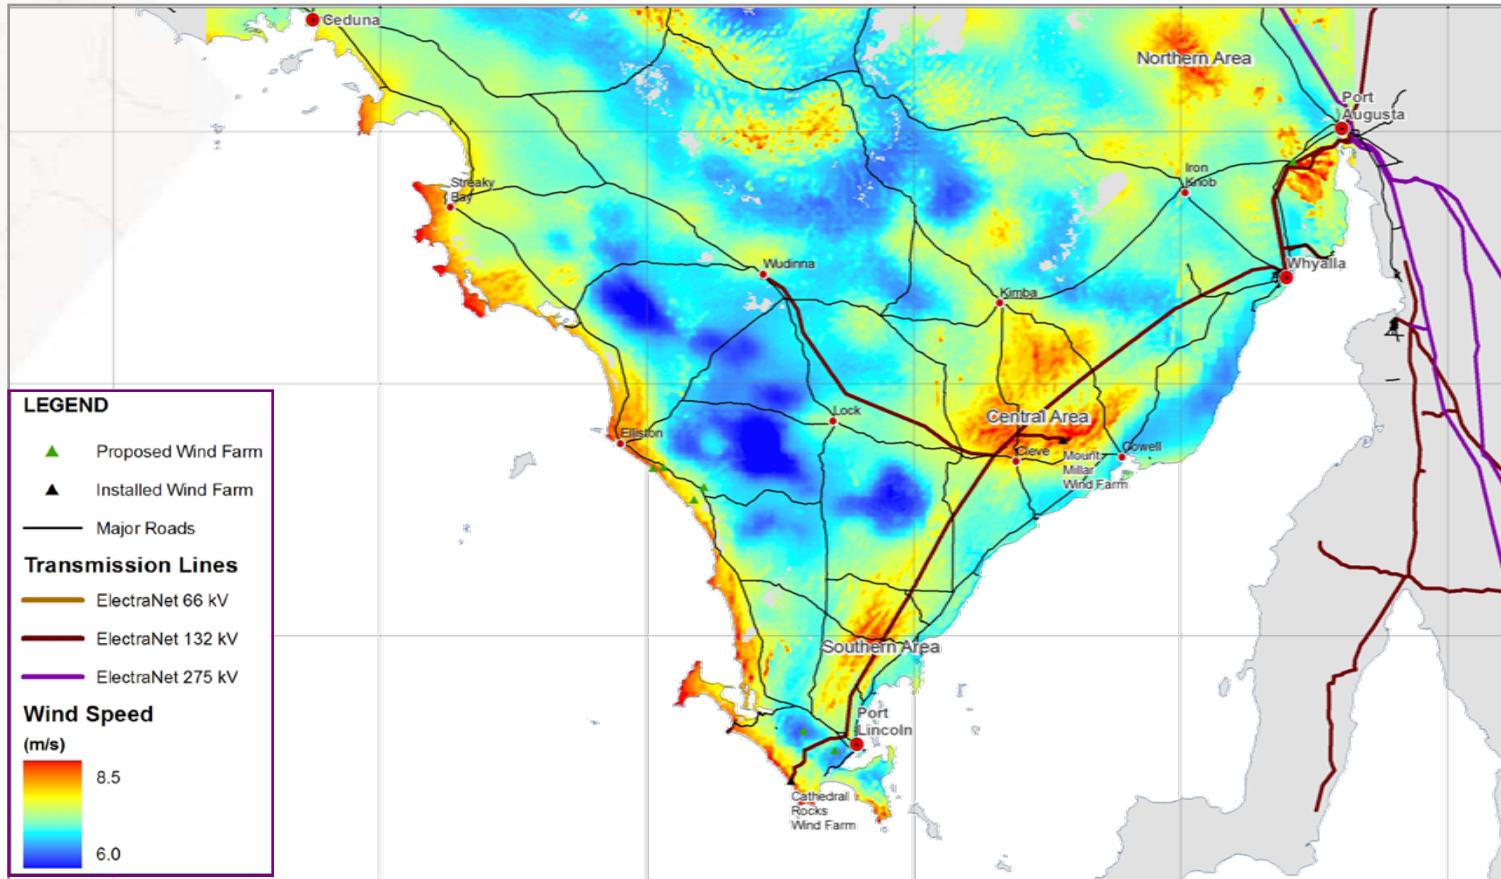 Ceduna
Northern Area
Port
Augusta
Iron
Knob
Streaky
Bay
Wudinna
Whyalla
Kimba
LEGEND
Proposed Wind Farm
Installed Wind Farm
Major Roads
Transmission Lines
ElectraNet 66 kV
ElectraNet 132 kV
ElectraNet 275 kV
Wind Speed
(m/s)
8.5
6.0
Lock
Central Area
Elliston
Cleve
Cowell
Mount
Millar
Wind Farm
Southern Area
Port
Lincoln
Cathedral
Rocks
Wind Farm